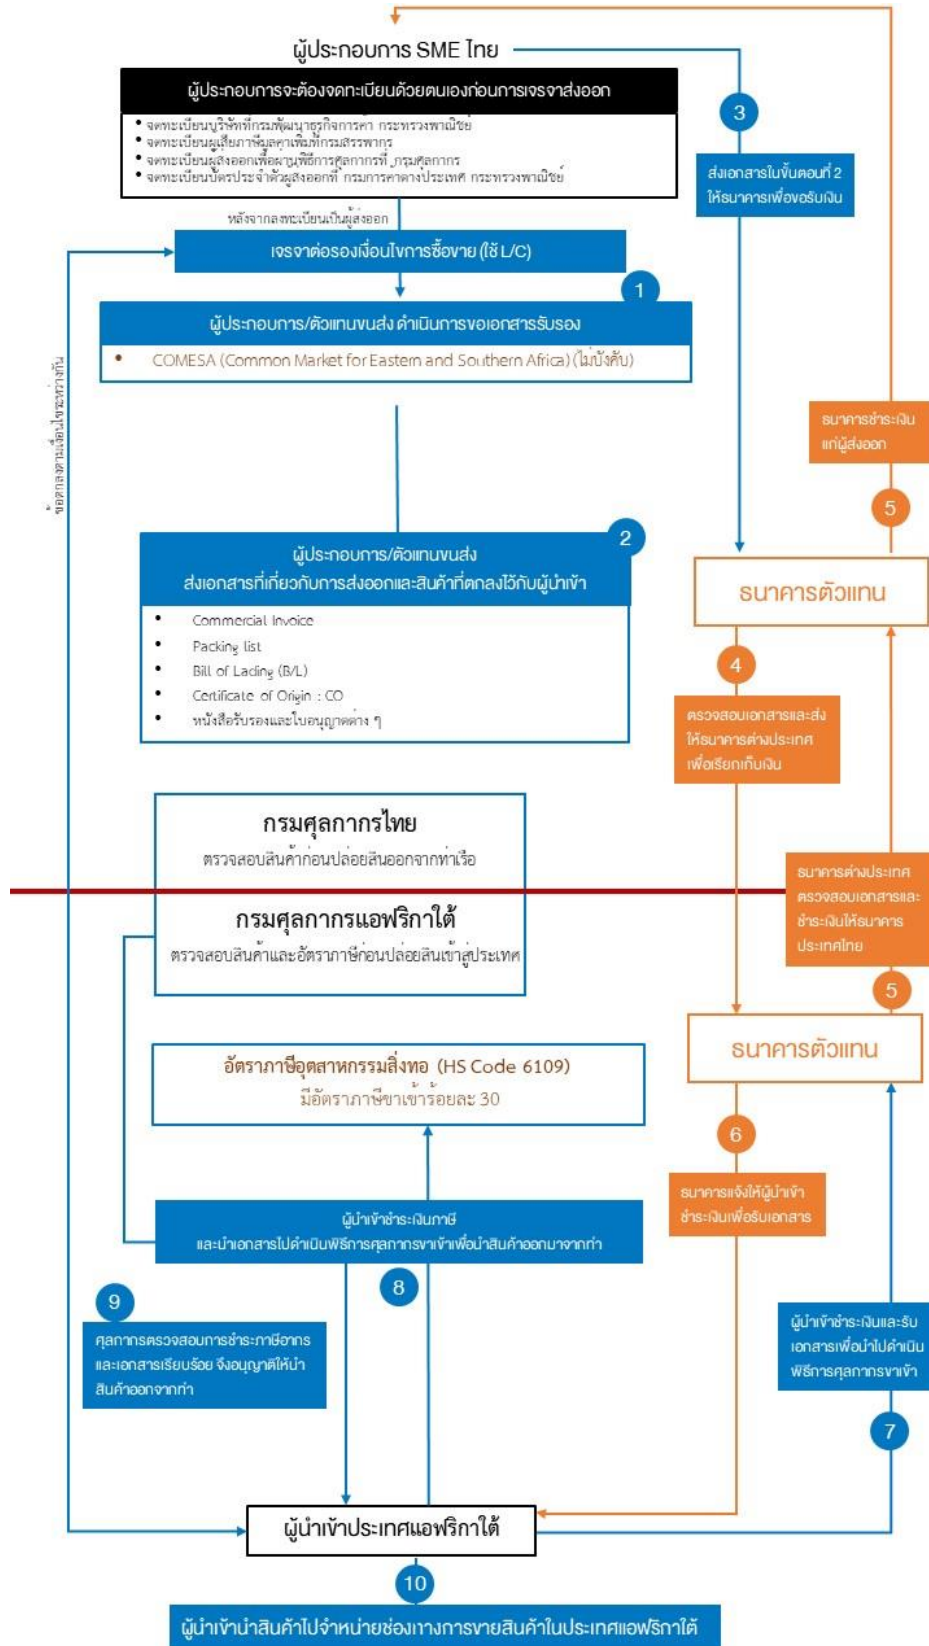 ผู้ประกอบการ SME ไทย
ผู้ประกอบการจะต้องจดทะเบียนด้วยตนเองก่อนการเจรจาส่งออก
• จดทะเบียนบริษัทที่กรมพัฒนาธุรกิจการค้า กระทรวงพาณิชย์
• จดทะเบียนผู้เสียภาษีมูลค่าเพิ่มที่กรมสรรพากร
• จดทะเบียนผู้ส่งออกเพื่อผ่านพิธีการศุลกากรที่ กรมศุลกากร
• จดทะเบียนบัตรประจำตัวผู้ส่งออกที่ กรมการค้าต่างประเทศ กระทรวงพาณิชย์
3
ส่งเอกสารในขั้นตอนที่ 2
ให้ธนาคารเพื่อขอรับเงิน
หลังจากลงทะเบียนเป็นผู้ส่งออก
เจรจาต่อรองเงื่อนไขการซื้อขาย (ใช้ L/C)
1
ผู้ประกอบการ/ตัวแทนขนส่ง ดำเนินการขอเอกสารรับรอง
• COMESA (Common Market for Eastern and Southern Africa) (ไม่บังคับ)
ข้อตกลงตามเงื่อนไขระหว่างกัน
ธนาคารชำระเงิน
แก่ผู้ส่งออก
5
2
ผู้ประกอบการ/ตัวแทนขนส่ง
ส่งเอกสารที่เกี่ยวกับการส่งออกและสินค้าที่ตกลงไว้กับผู้นำเข้า
• Commercial Invoice
• Packing list
• Bill of Lading (B/L)
• Certificate of Origin : CO
• หนังสือรับรองและใบอนุญาตต่าง ๆ
ธนาคารตัวแทน
4
ตรวจสอบเอกสารและส่ง
ให้ธนาคารต่างประเทศ
เพื่อเรียกเก็บเงิน
กรมศุลกากรไทย
ตรวจสอบสินค้าก่อนปล่อยสินออกจากท่าเรือ
กรมศุลกากรแอฟริกาใต้
ตรวจสอบสินค้าและอัตราภาษีก่อนปล่อยสินเข้าสู่ประเทศ
ธนาคารต่างประเทศ
ตรวจสอบเอกสารและ
ชำระเงินให้ธนาคาร
ประเทศไทย
5
ธนาคารตัวแทน
อัตราภาษีอุตสาหกรรมสิ่งทอ (HS Code 6109)
มีอัตราภาษีขาเข้าร้อยละ 30
6
ธนาคารแจ้งให้ผู้นำเข้า
ชำระเงินเพื่อรับเอกสาร
ผู้นำเข้าชำระเงินภาษี
และนำเอกสารไปดำเนินพิธีการศุลกากรขาเข้าเพื่อนำสินค้าออกมาจากท่า
8
9
ศุลกากรตรวจสอบการชำระภาษีอากร
และเอกสารเรียบร้อย จึงอนุญาติให้นำ
สินค้าออกจากท่า
ผู้นำเข้าชำระเงินและรับ
เอกสารเพื่อนำไปดำเนิน
พิธีการศุลกากรขาเข้า
7
ผู้นำเข้าประเทศแอฟริกาใต้
10
ผู้นำเข้านำสินค้าไปจำหน่ายช่องทางการขายสินค้าในประเทศแอฟริกาใต้